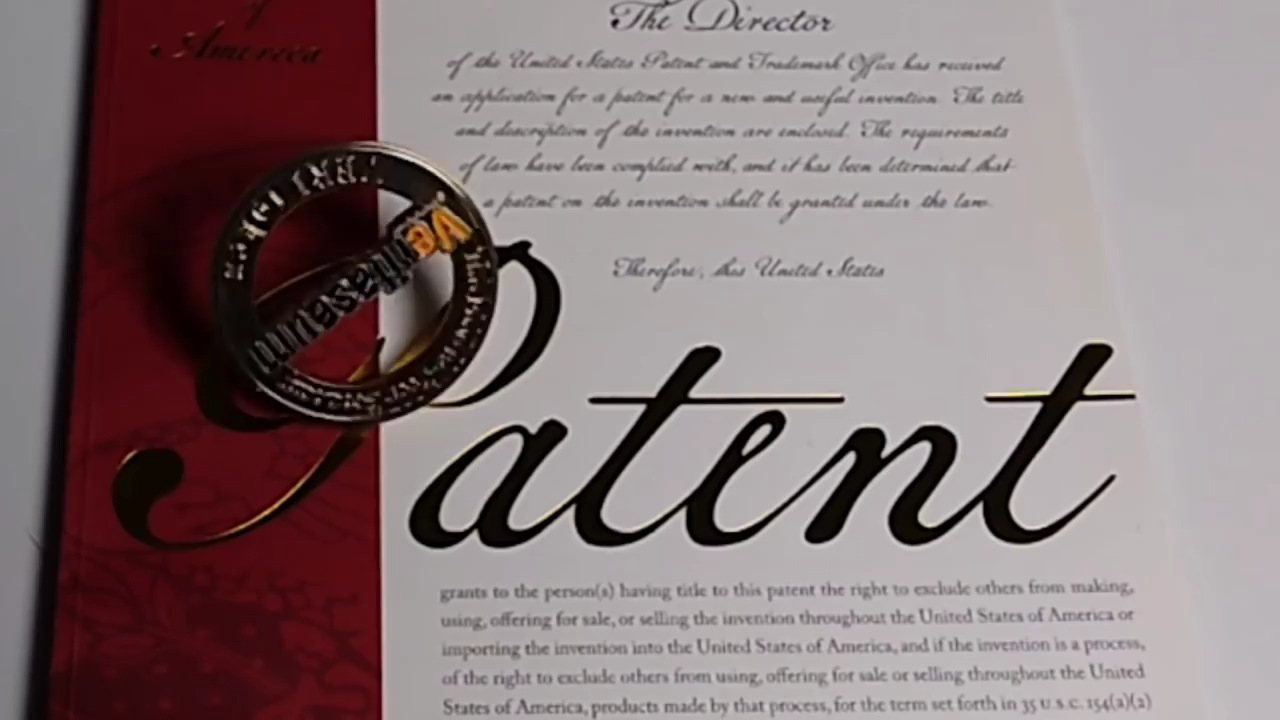 of
America
The Director
of the United States Patent and Trademark Office has received
an application for a patent for a new and useful invention. The title
and description of the invention are enclosed. The requirements
of law have been complied with, and it has been determined that
a patent on the invention shall be granted under the law.
Therefore, this United States
Veritaseum
Patent
grants to the person(s) having title to this patent the right to exclude others from making,
using, offering for sale, or selling the invention throughout the United States of America or
importing the invention into the United States of America, and if the invention is a process,
of the right to exclude others from using, offering for sale or selling throughout the United
States of America, products made by that process, for the term set forth in 35 U.S.C. 154(a)(2)